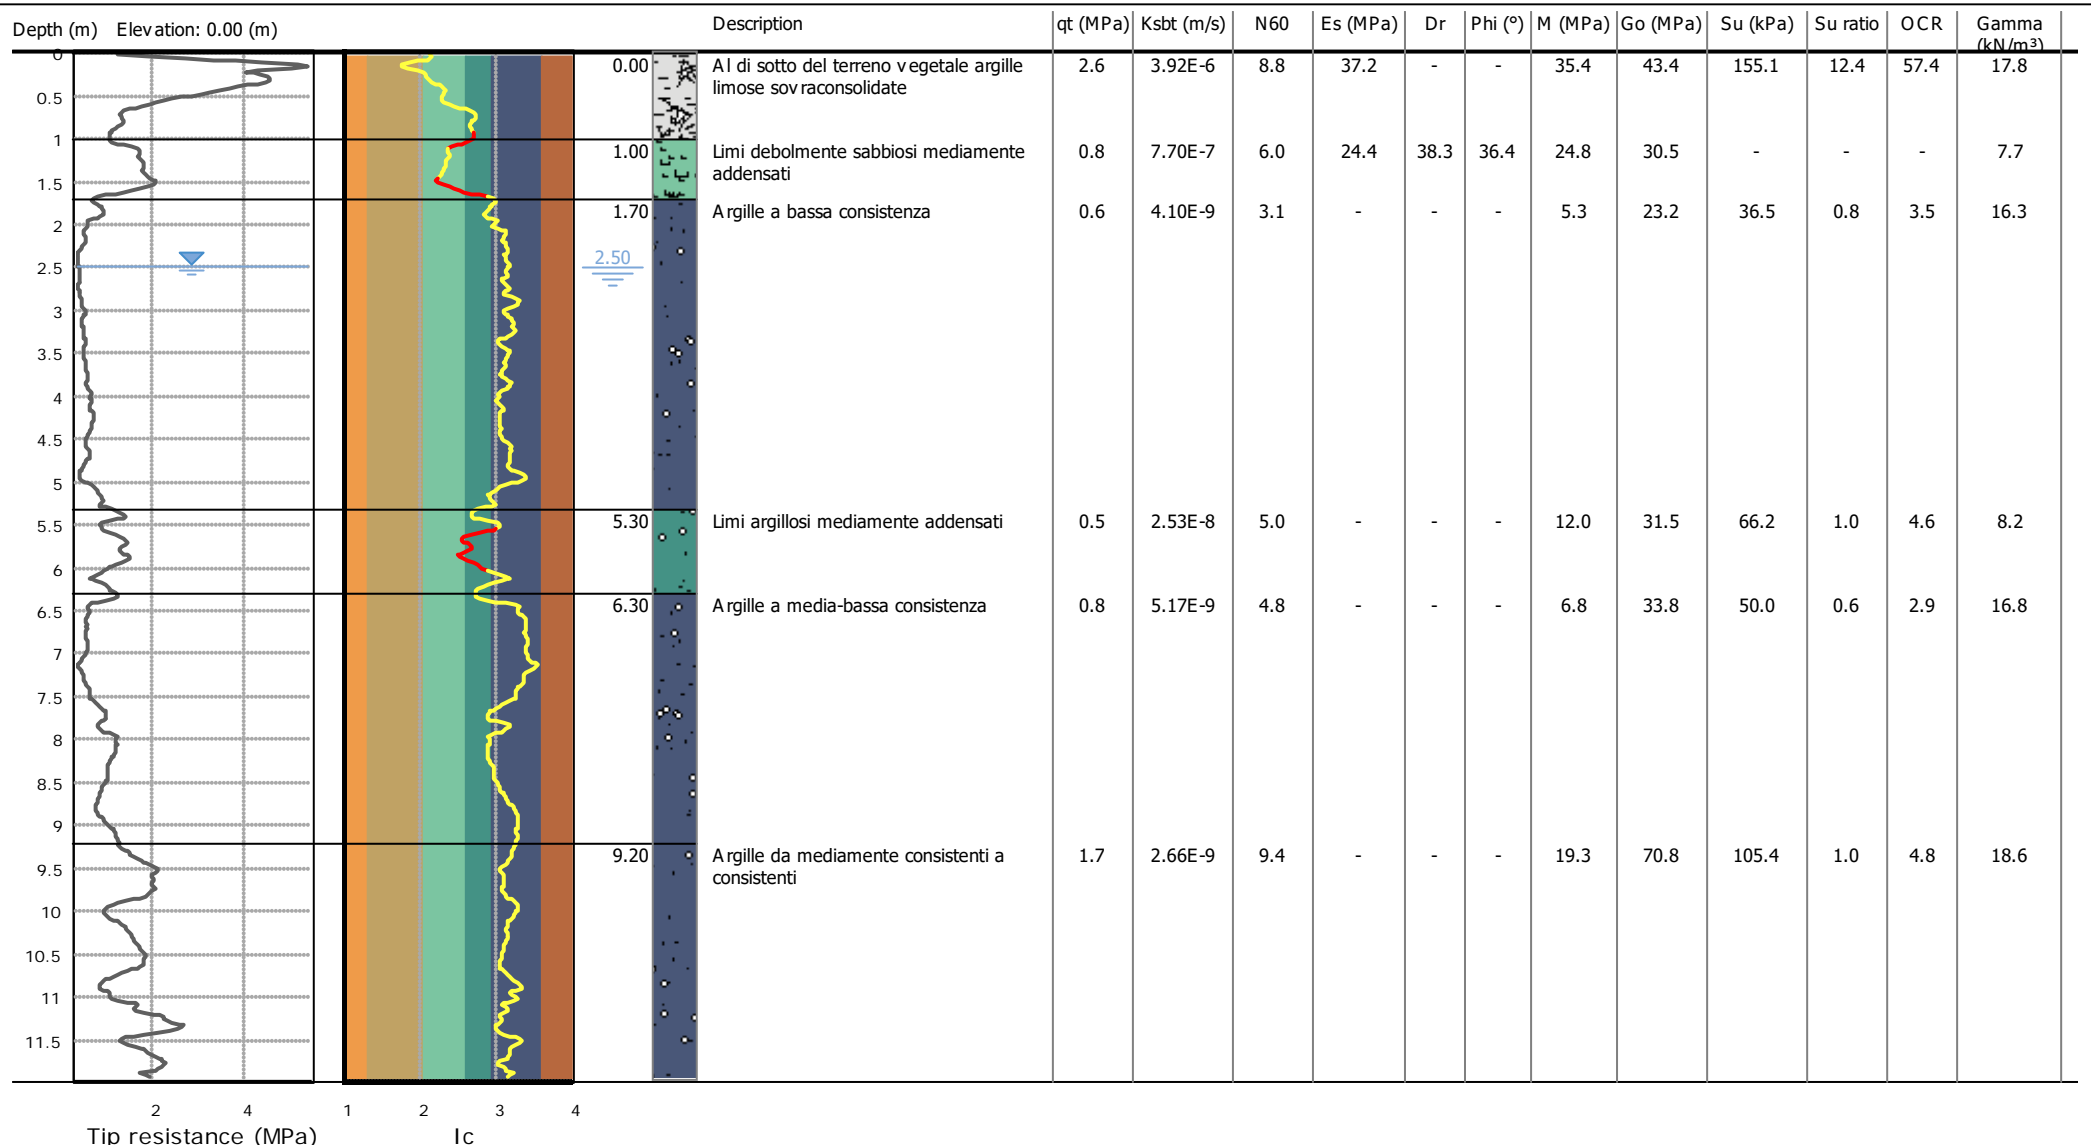 Depth (m) Elevation: 0.00 (m) Description qt (MPa) Ksbt (m/s) N60 Es (MPa) Dr Phi (°) M (MPa) Go (MPa) Su (kPa) Su ratio OCR Gamma
(kN/m³)
0
0.00 Al di sotto del terreno vegetale argille 2.6 3.92E-6 8.8 37.2 - - 35.4 43.4 155.1 12.4 57.4 17.8
limose sovraconsolidate
0.5
1
1.00 Limi debolmente sabbiosi mediamente 0.8 7.70E-7 6.0 24.4 38.3 36.4 24.8 30.5 - - - 7.7
addensati
1.5
1.70 Argille a bassa consistenza 0.6 4.10E-9 3.1 - - - 5.3 23.2 36.5 0.8 3.5 16.3
2
2.50
2.5
3
3.5
4
4.5
5
5.30 Limi argillosi mediamente addensati 0.5 2.53E-8 5.0 - - - 12.0 31.5 66.2 1.0 4.6 8.2
5.5
6
6.30 Argille a media-bassa consistenza 0.8 5.17E-9 4.8 - - - 6.8 33.8 50.0 0.6 2.9 16.8
6.5
7
7.5
8
8.5
9
9.20 Argille da mediamente consistenti a 1.7 2.66E-9 9.4 - - - 19.3 70.8 105.4 1.0 4.8 18.6
consistenti
9.5
10
10.5
11
11.5
2 4 1 2 3 4
Tip resistance (MPa) Ic